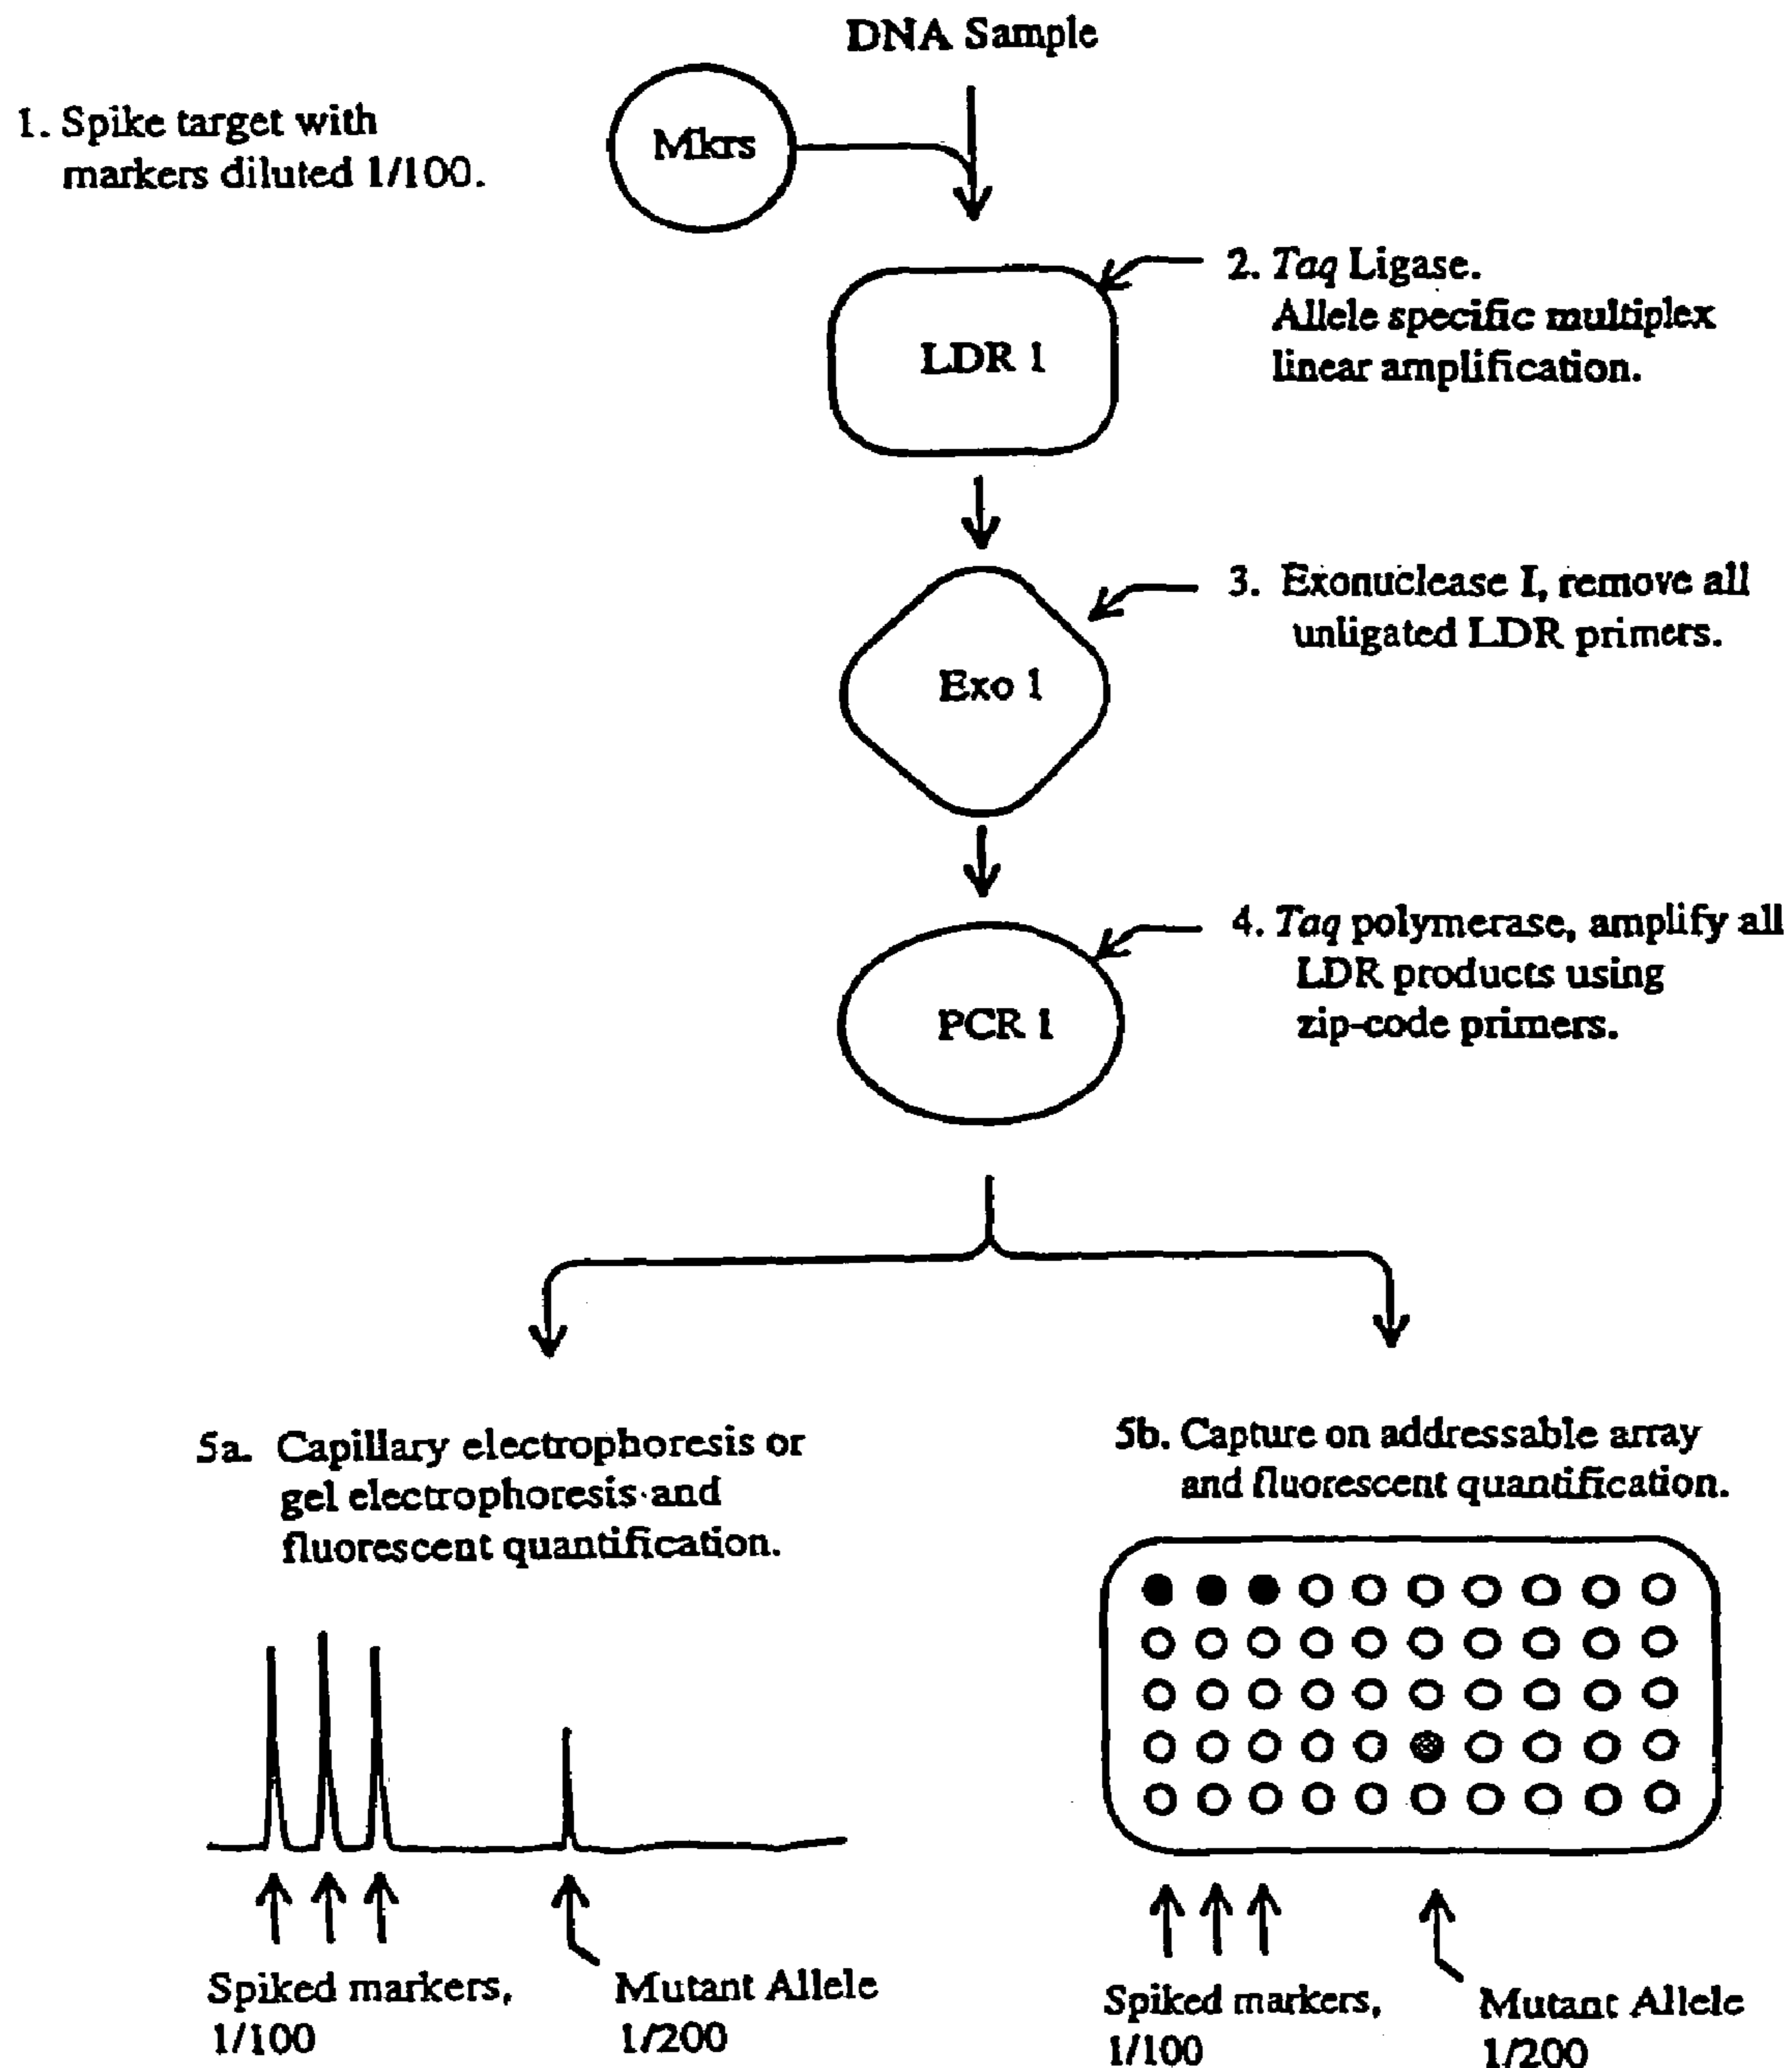 DNA Sample
1. Spike target with
markers diluted 1/100.
Mkrs
2. Taq Ligase.
Allele specific multiplex
linear amplification.
LDR 1
3. Exonuclease I, remove all
unligated LDR primers.
Exo 1
4. Taq polymerase, amplify all
LDR products using
zip-code primers.
PCR 1
5a. Capillary electrophoresis or
gel electrophoresis and
fluorescent quantification.
5b. Capture on addressable array
and fluorescent quantification.
Spiked markers,
1/100
Mutant Allele
1/200
Spiked markers,
1/100
Mutant Allele
1/200